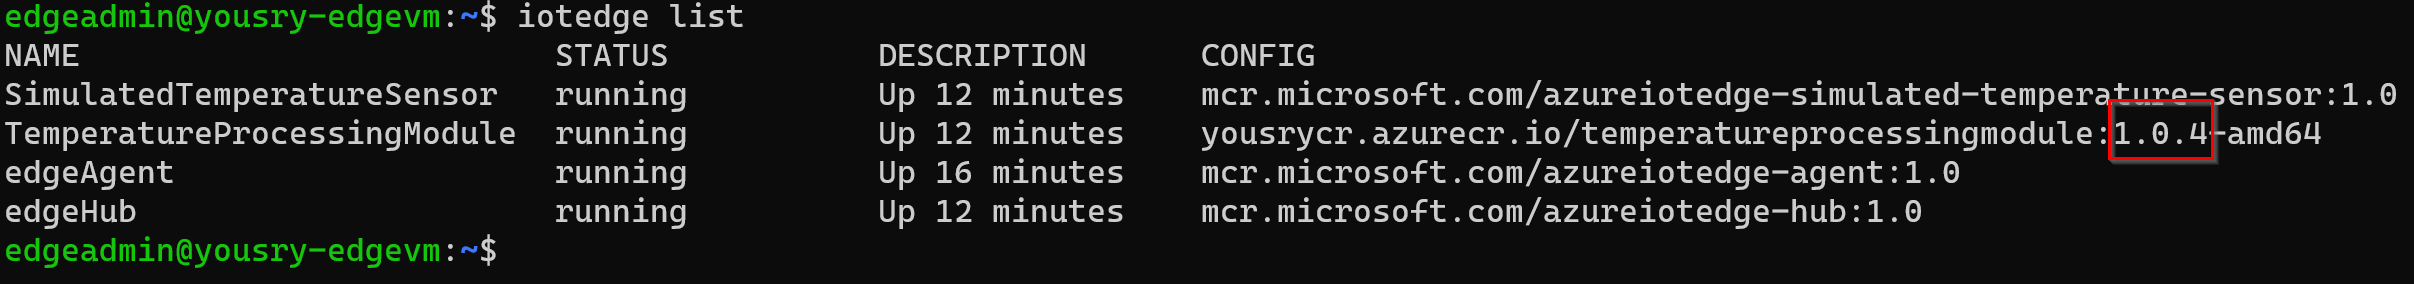 edgeadmin@yousry-edgevm:~$ iotedge list
NAME                         STATUS           DESCRIPTION      CONFIG
SimulatedTemperatureSensor   running          Up 12 minutes    mcr.microsoft.com/azureiotedge-simulated-temperature-sensor:1.0
TemperatureProcessingModule  running          Up 12 minutes    yousrycr.azurecr.io/temperatureprocessingmodule:1.0.4-amd64
edgeAgent                    running          Up 16 minutes    mcr.microsoft.com/azureiotedge-agent:1.0
edgeHub                      running          Up 12 minutes    mcr.microsoft.com/azureiotedge-hub:1.0
edgeadmin@yousry-edgevm:~$